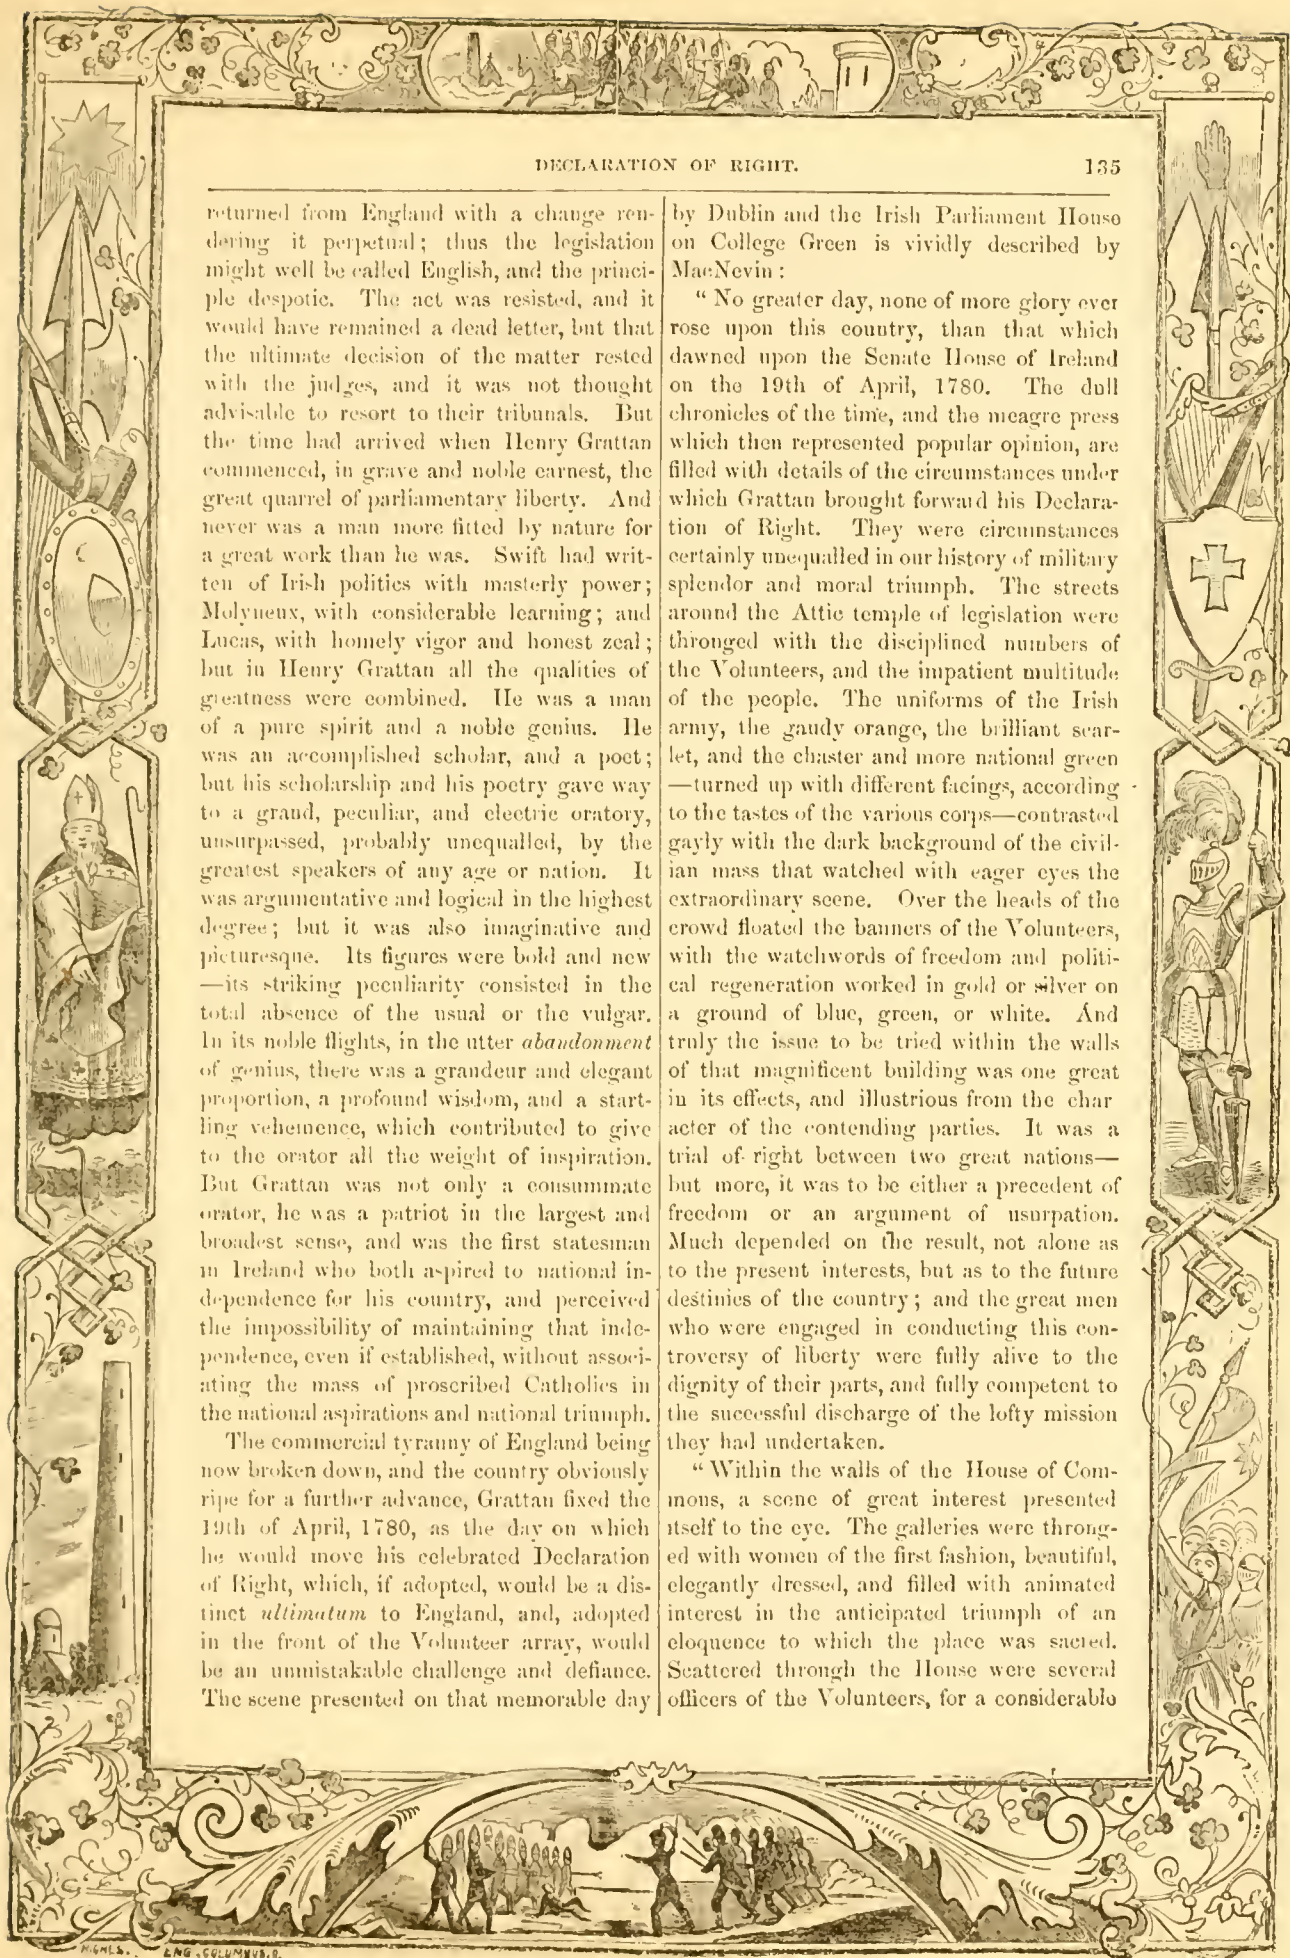 DECLARATION OF RIGHT.
135
returned from England with a change ren-
dering it perpetual; thus the legislation
might well be called English, and the princi-
ple despotic. The act was resisted, and it
would have remained a dead letter, but that
the ultimate decision of the matter rested
with the judges, and it was not thought
advisable to resort to their tribunals. But
the time had arrived when Henry Grattan
commenced, in grave and noble earnest, the
great quarrel of parliamentary liberty. And
never was a man more fitted by nature for
a great work than he was. Swift had writ-
ten of Irish politics with masterly power;
Molyneux, with considerable learning; and
Lucas, with homely vigor and honest zeal;
but in Henry Grattan all the qualities of
greatness were combined. He was a man
of a pure spirit and a noble genius. He
was an accomplished scholar, and a poet;
but his scholarship and his poetry gave way
to a grand, peculiar, and electric oratory,
unsurpassed, probably unequalled, by the
greatest speakers of any age or nation. It
was argumentative and logical in the highest
degree; but it was also imaginative and
picturesque. Its figures were bold and new
—its striking peculiarity consisted in the
total absence of the usual or the vulgar.
In its noble flights, in the utter abandonment
of genius, there was a grandeur and elegant
proportion, a profound wisdom, and a start-
ling vehemence, which contributed to give
to the orator all the weight of inspiration.
But Grattan was not only a consummate
orator, he was a patriot in the largest and
broadest sense, and was the first statesman
in Ireland who both aspired to national in-
dependence for his country, and perceived
the impossibility of maintaining that inde-
pendence, even if established, without associ-
ating the mass of proscribed Catholics in
the national aspirations and national triumph.
The commercial tyranny of England being
now broken down, and the country obviously
ripe for a further advance, Grattan fixed the
19th of April, 1780, as the day on which
he would move his celebrated Declaration
of Right, which, if adopted, would be a dis-
tinct ultimatum to England, and, adopted
in the front of the Volunteer array, would
be an unmistakable challenge and defiance.
The scene presented on that memorable day
by Dublin and the Irish Parliament House
on College Green is vividly described by
MacNevin:
“No greater day, none of more glory ever
rose upon this country, than that which
dawned upon the Senate House of Ireland
on the 19th of April, 1780. The dull
chronicles of the time, and the meagre press
which then represented popular opinion, are
filled with details of the circumstances under
which Grattan brought forward his Declara-
tion of Right. They were circumstances
certainly unequalled in our history of military
splendor and moral triumph. The streets
around the Attic temple of legislation were
thronged with the disciplined numbers of
the Volunteers, and the impatient multitude
of the people. The uniforms of the Irish
army, the gaudy orange, the brilliant scar-
let, and the chaster and more national green
—turned up with different facings, according
to the tastes of the various corps—contrasted
gayly with the dark background of the civil-
ian mass that watched with eager eyes the
extraordinary scene. Over the heads of the
crowd floated the banners of the Volunteers,
with the watchwords of freedom and politi-
cal regeneration worked in gold or silver on
a ground of blue, green, or white. And
truly the issue to be tried within the walls
of that magnificent building was one great
in its effects, and illustrious from the char
acter of the contending parties. It was a
trial of right between two great nations—
but more, it was to be either a precedent of
freedom or an argument of usurpation.
Much depended on the result, not alone as
to the present interests, but as to the future
destinies of the country; and the great men
who were engaged in conducting this con-
troversy of liberty were fully alive to the
dignity of their parts, and fully competent to
the successful discharge of the lofty mission
they had undertaken.
“Within the walls of the House of Com-
mons, a scene of great interest presented
itself to the eye. The galleries were throng-
ed with women of the first fashion, beautiful,
elegantly dressed, and filled with animated
interest in the anticipated triumph of an
eloquence to which the place was sacred.
Scattered through the House were several
officers of the Volunteers, for a considerable
ENG. COLUMBUS. O.